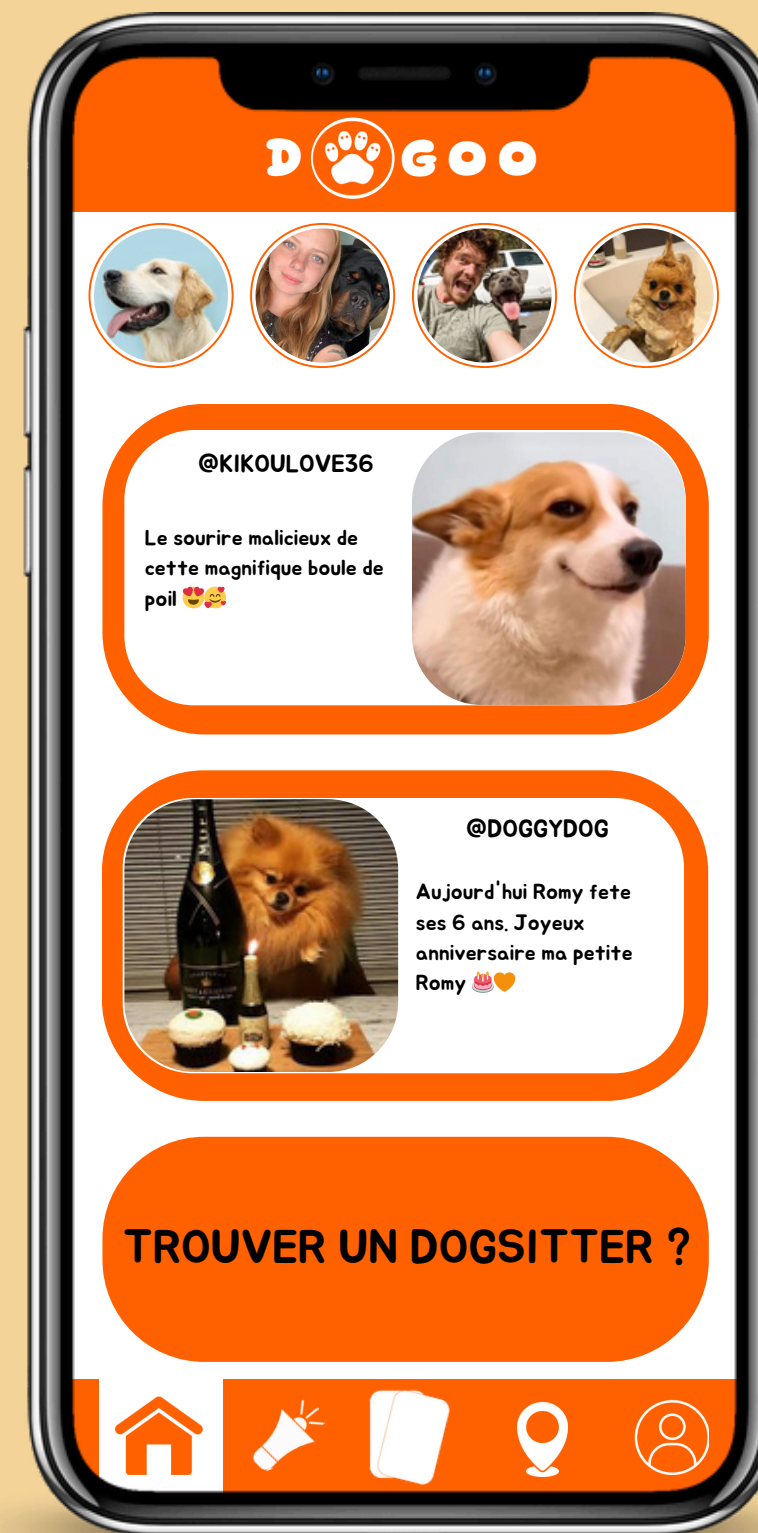 D GOO
@KIKOULOVE36
Le sourire malicieux de
cette magnifique boule de
poil 😍🥰
@DOGGYDOG
Aujourd'hui Romy fete
ses 6 ans. Joyeux
anniversaire ma petite
Romy 🎂🧡
TROUVER UN DOGSITTER ?